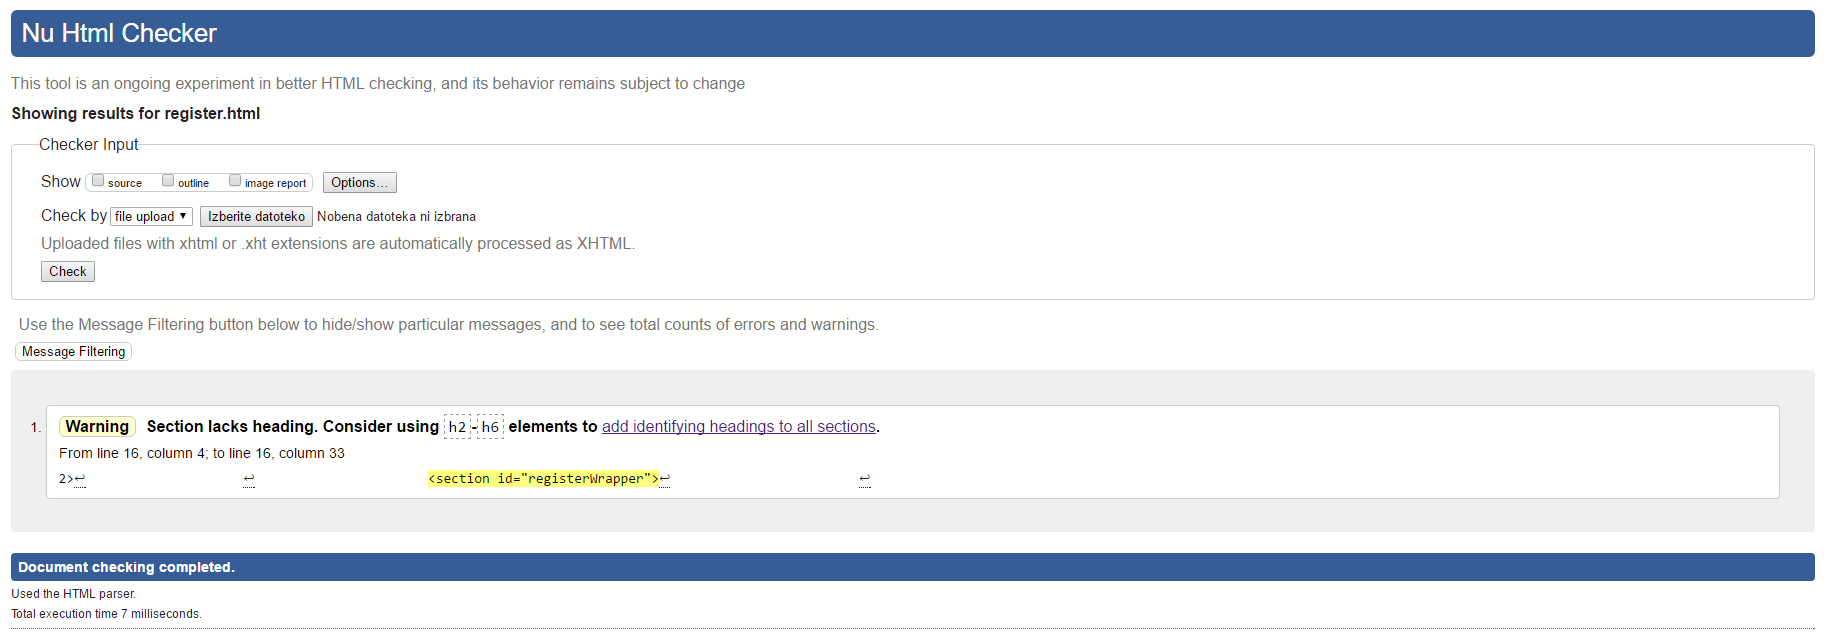 Nu Html Checker
This tool is an ongoing experiment in better HTML checking, and its behavior remains subject to change
Showing results for register.html
Checker Input
Show source outline image report Options...
Check by file upload ▼ Izberite datoteko Nobena datoteka ni izbrana
Uploaded files with xhtml or .xht extensions are automatically processed as XHTML.
Check
Use the Message Filtering button below to hide/show particular messages, and to see total counts of errors and warnings.
Message Filtering
1. Warning Section lacks heading. Consider using h2-h6 elements to add identifying headings to all sections.
From line 16, column 4; to line 16, column 33
2>↩ ↩ <section id="registerWrapper">↩ ↩
Document checking completed.
Used the HTML parser.
Total execution time 7 milliseconds.